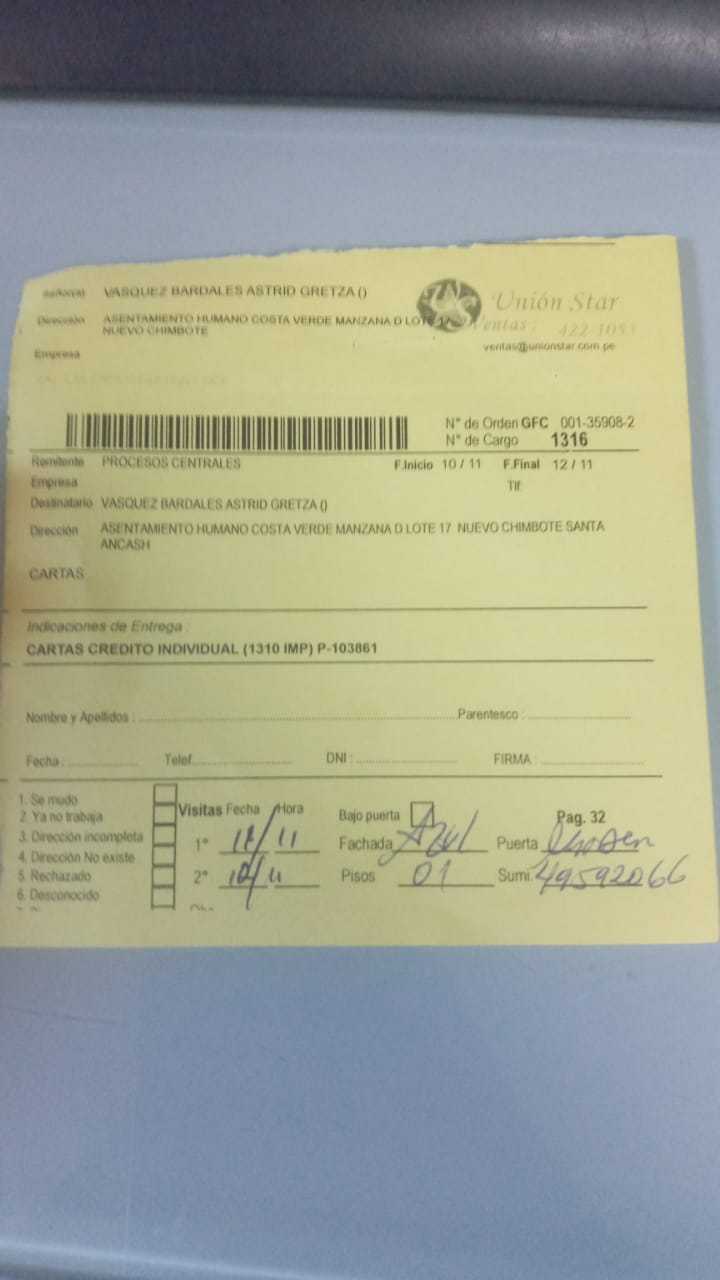 Señor(a) VASQUEZ BARDALES ASTRID GRETZA ()
Dirección ASENTAMIENTO HUMANO COSTA VERDE MANZANA D LOTE 17
NUEVO CHIMBOTE
Empresa
Unión Star
Ventas: 422-1053
ventas@unionstar.com.pe
N° de Orden GFC 001-35908-2
N° de Cargo 1316
Remitente PROCESOS CENTRALES F.Inicio 10 / 11 F.Final 12 / 11
Empresa Tlf:
Destinatario VASQUEZ BARDALES ASTRID GRETZA ()
Dirección ASENTAMIENTO HUMANO COSTA VERDE MANZANA D LOTE 17 NUEVO CHIMBOTE SANTA
ANCASH
CARTAS
Indicaciones de Entrega :
CARTAS CREDITO INDIVIDUAL (1310 IMP) P-103861
Nombre y Apellidos : Parentesco :
Fecha : Telef. DNI : FIRMA :
1. Se mudo
2. Ya no trabaja
3. Dirección incompleta
4. Dirección No existe
5. Rechazado
6. Desconocido
Visitas Fecha / Hora
1° 11/11
2° 12/11
Bajo puerta Pag. 32
Fachada Azul Puerta
Pisos 01 Sumi. 49592066